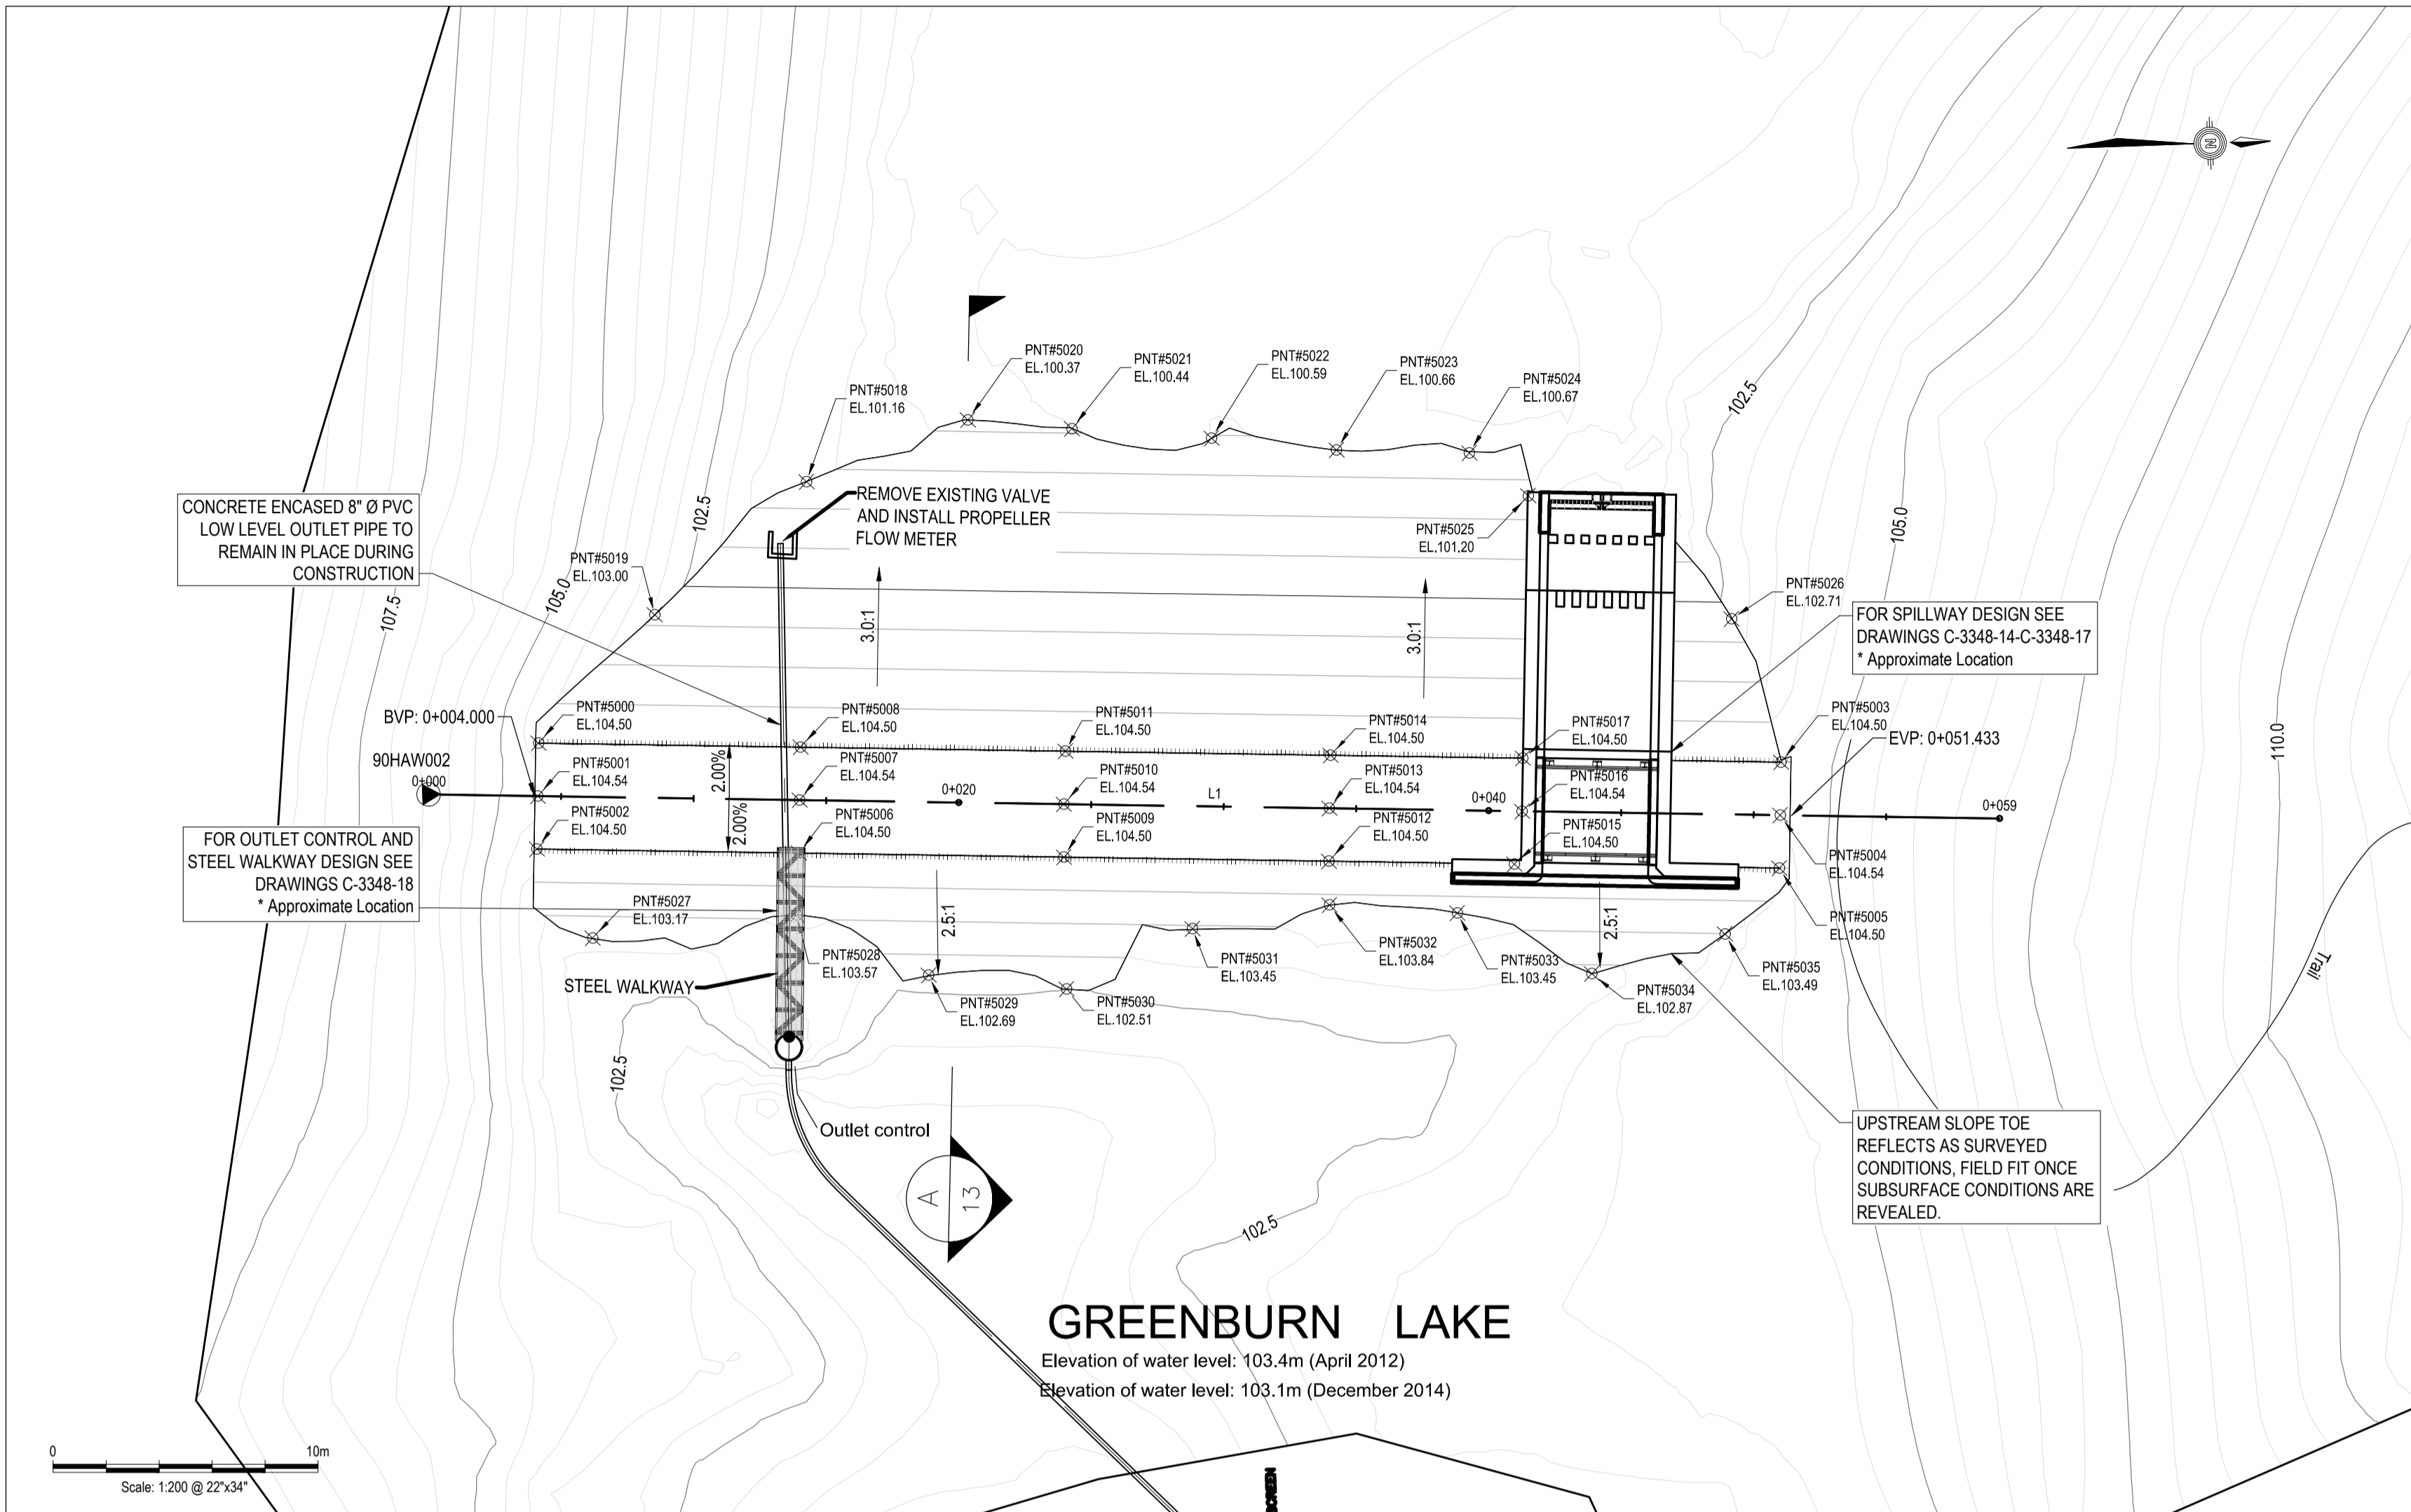 N
102.5
102.5
105.0
107.5
105.0
110.0
PNT#5020
EL.100.37
PNT#5021
EL.100.44
PNT#5022
EL.100.59
PNT#5023
EL.100.66
PNT#5024
EL.100.67
PNT#5018
EL.101.16
CONCRETE ENCASED 8" Ø PVC
LOW LEVEL OUTLET PIPE TO
REMAIN IN PLACE DURING
CONSTRUCTION
REMOVE EXISTING VALVE
AND INSTALL PROPELLER
FLOW METER
PNT#5025
EL.101.20
PNT#5019
EL.103.00
PNT#5026
EL.102.71
FOR SPILLWAY DESIGN SEE
DRAWINGS C-3348-14-C-3348-17
* Approximate Location
3.0:1
3.0:1
BVP: 0+004.000
PNT#5000
EL.104.50
PNT#5008
EL.104.50
PNT#5011
EL.104.50
PNT#5014
EL.104.50
PNT#5017
EL.104.50
PNT#5003
EL.104.50
EVP: 0+051.433
90HAW002
0+000
PNT#5001
EL.104.54
2.00%
PNT#5007
EL.104.54
0+020
PNT#5010
EL.104.54
L1
PNT#5013
EL.104.54
0+040
PNT#5016
EL.104.54
0+059
PNT#5002
EL.104.50
2.00%
PNT#5006
EL.104.50
PNT#5009
EL.104.50
PNT#5012
EL.104.50
PNT#5015
EL.104.50
PNT#5004
EL.104.54
FOR OUTLET CONTROL AND
STEEL WALKWAY DESIGN SEE
DRAWINGS C-3348-18
* Approximate Location
PNT#5027
EL.103.17
2.5:1
2.5:1
PNT#5005
EL.104.50
STEEL WALKWAY
PNT#5028
EL.103.57
PNT#5029
EL.102.69
PNT#5030
EL.102.51
PNT#5031
EL.103.45
PNT#5032
EL.103.84
PNT#5033
EL.103.45
PNT#5034
EL.102.87
PNT#5035
EL.103.49
Trail
102.5
Outlet control
A
13
102.5
UPSTREAM SLOPE TOE
REFLECTS AS SURVEYED
CONDITIONS, FIELD FIT ONCE
SUBSURFACE CONDITIONS ARE
REVEALED.
GREENBURN LAKE
Elevation of water level: 103.4m (April 2012)
Elevation of water level: 103.1m (December 2014)
0
10m
Scale: 1:200 @ 22"x34"